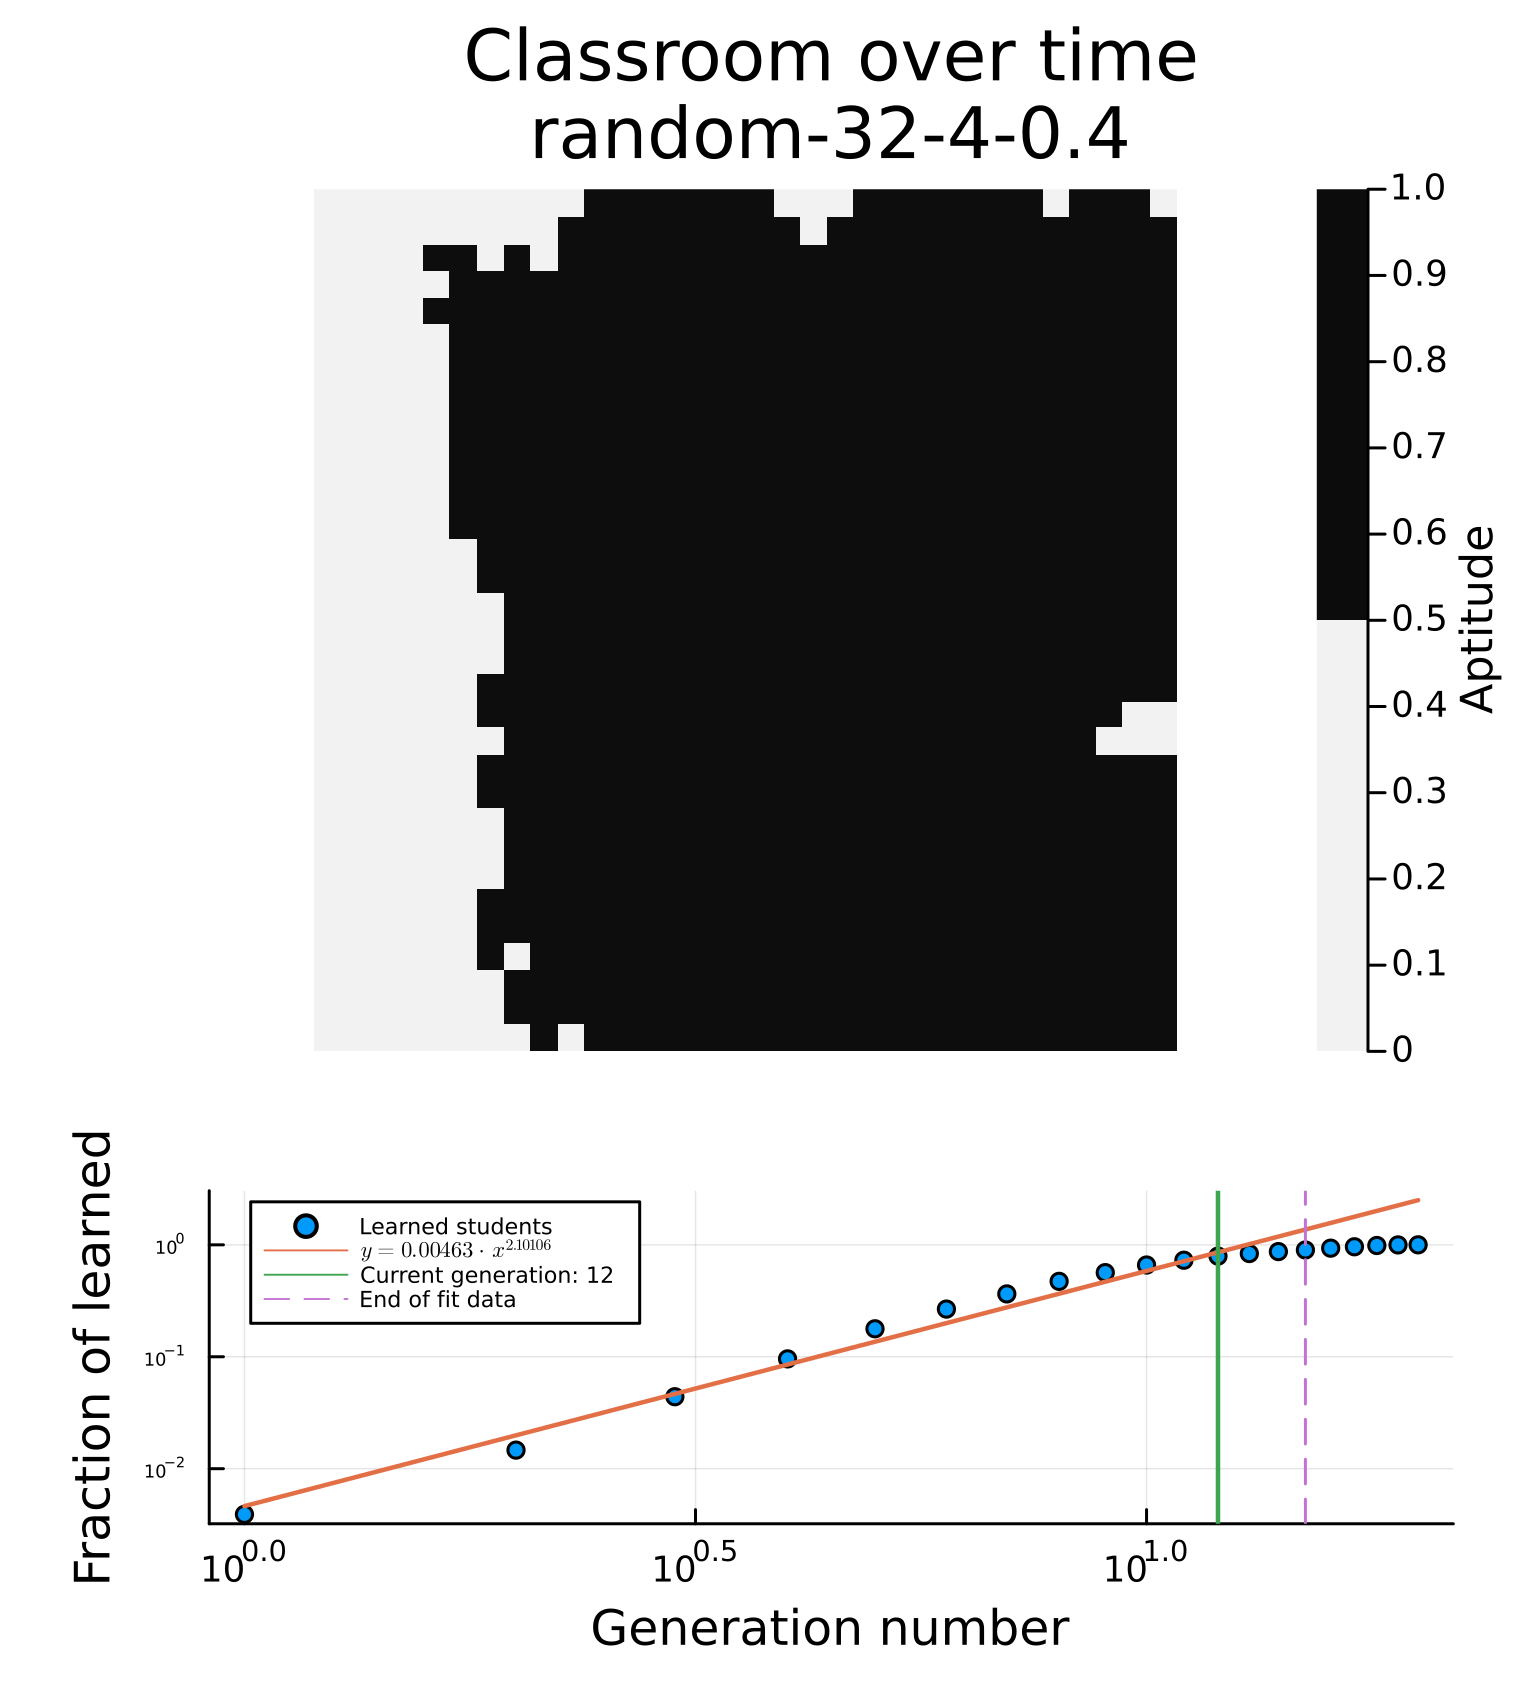 Classroom over time
random-32-4-0.4
1.0
0.9
0.8
0.7
0.6
0.5
0.4
0.3
0.2
0.1
0
Aptitude
Fraction of learned
10^0
10^-1
10^-2
Learned students
y = 0.00463 · x^2.10106
Current generation: 12
End of fit data
10^0.0
10^0.5
10^1.0
Generation number